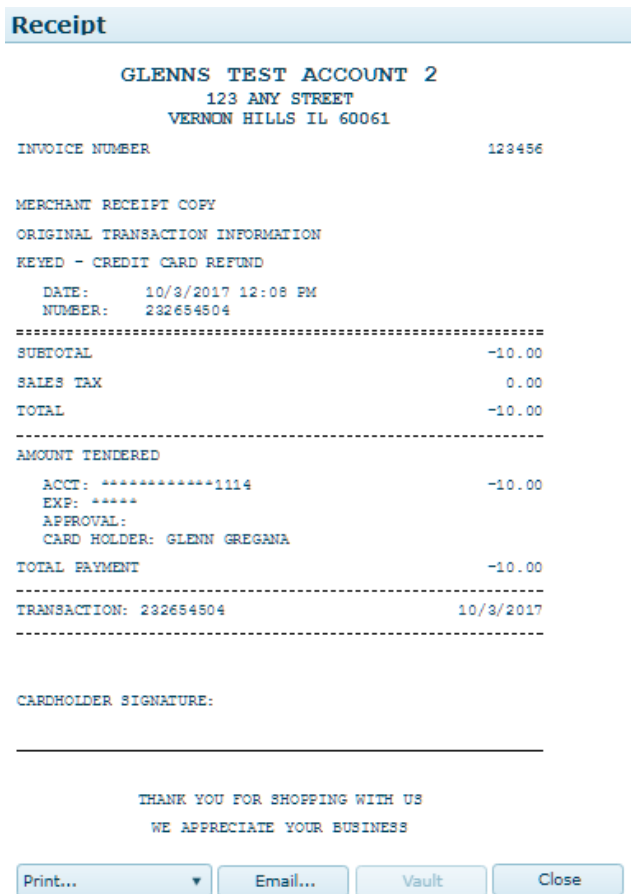 Receipt
GLENNS TEST ACCOUNT 2
123 ANY STREET
VERNON HILLS IL 60061
INVOICE NUMBER 123456
MERCHANT RECEIPT COPY
ORIGINAL TRANSACTION INFORMATION
KEYED - CREDIT CARD REFUND
DATE: 10/3/2017 12:08 PM
NUMBER: 232654504
SUBTOTAL -10.00
SALES TAX 0.00
TOTAL -10.00
AMOUNT TENDERED
ACCT: ************1114 -10.00
EXP: *****
APPROVAL:
CARD HOLDER: GLENN GREGANA
TOTAL PAYMENT -10.00
TRANSACTION: 232654504 10/3/2017
CARDHOLDER SIGNATURE:
THANK YOU FOR SHOPPING WITH US
WE APPRECIATE YOUR BUSINESS
Print... Email... Vault Close